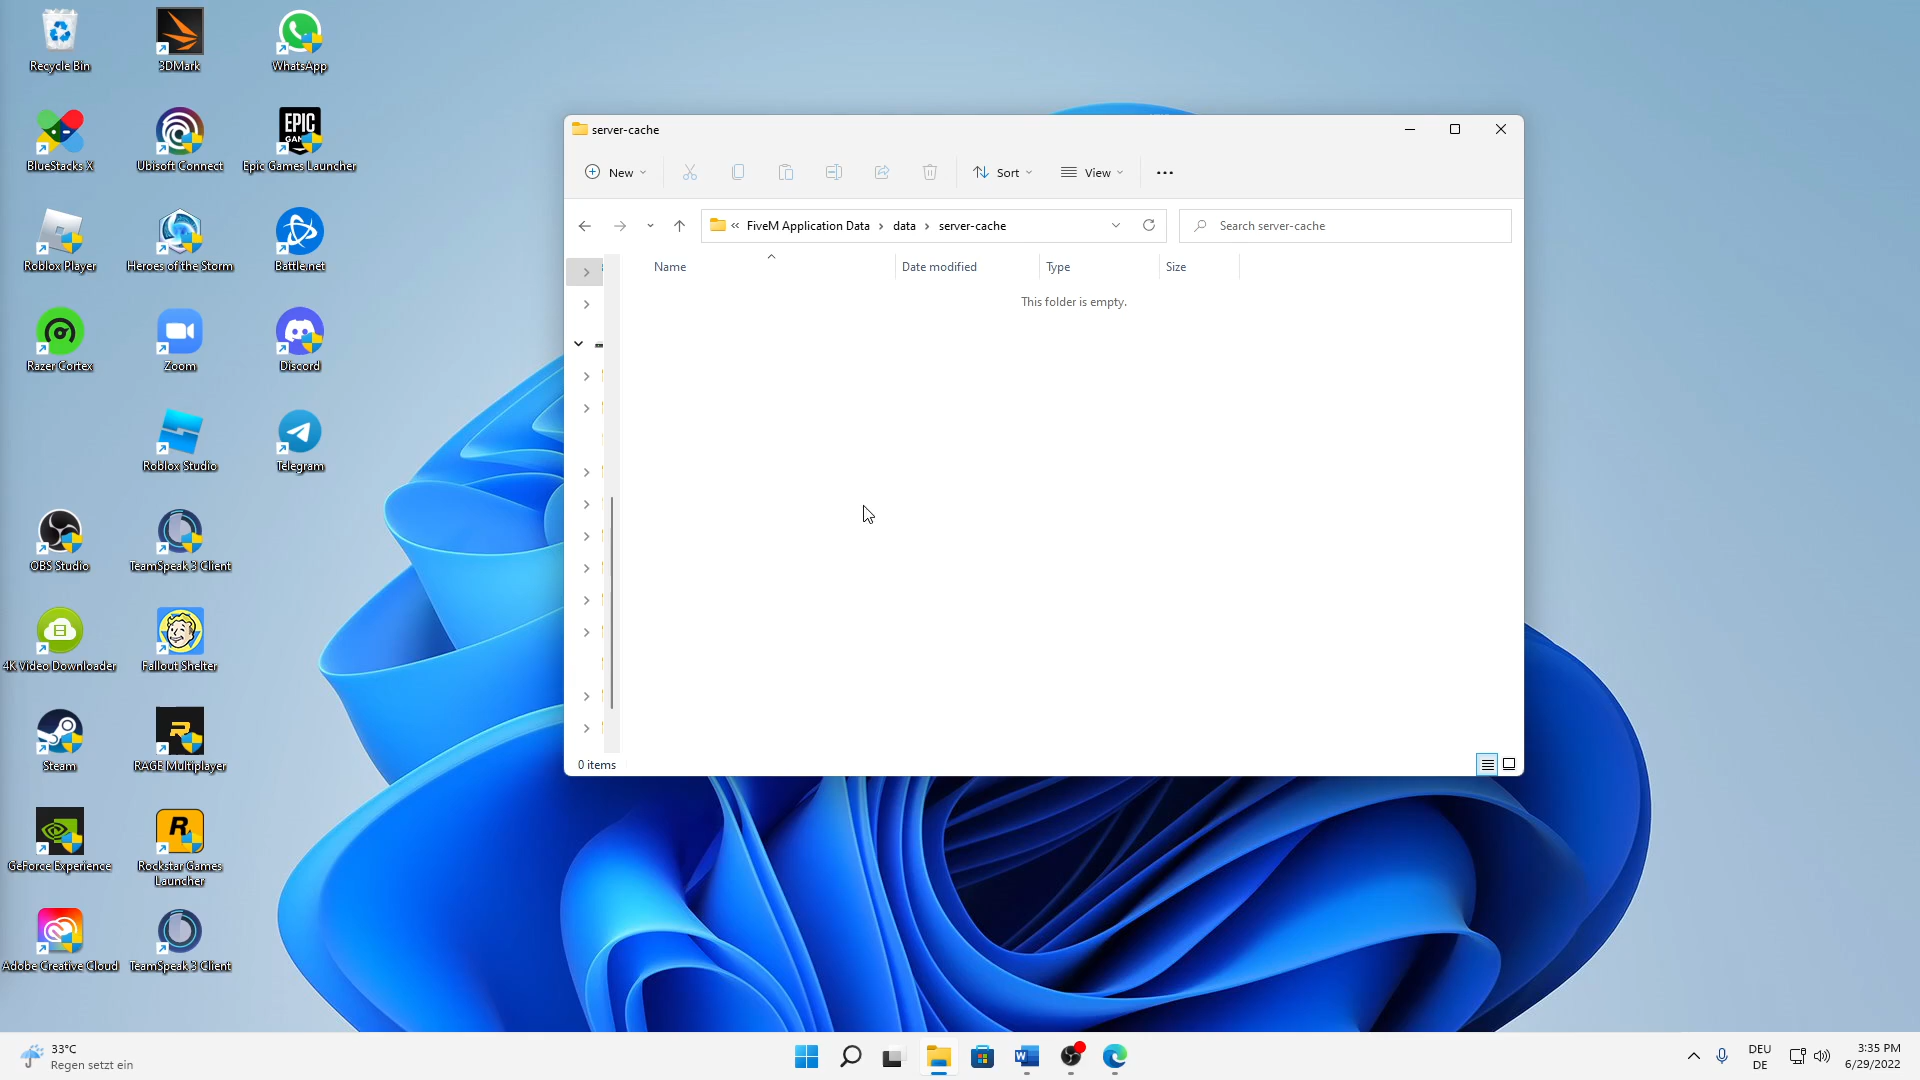 Recycle Bin
3DMark
WhatsApp
BlueStacks X
Ubisoft Connect
Epic Games Launcher
Roblox Player
Heroes of the Storm
Battle.net
Razer Cortex
Zoom
Discord
Roblox Studio
Telegram
OBS Studio
TeamSpeak 3 Client
4K Video Downloader
Fallout Shelter
Steam
RAGE Multiplayer
GeForce Experience
Rockstar Games
Launcher
Adobe Creative Cloud
TeamSpeak 3 Client
server-cache
New
Sort
View
« FiveM Application Data > data > server-cache
Search server-cache
Name
Date modified
Type
Size
This folder is empty.
0 items
33°C
Regen setzt ein
DEU
DE
3:35 PM
6/29/2022